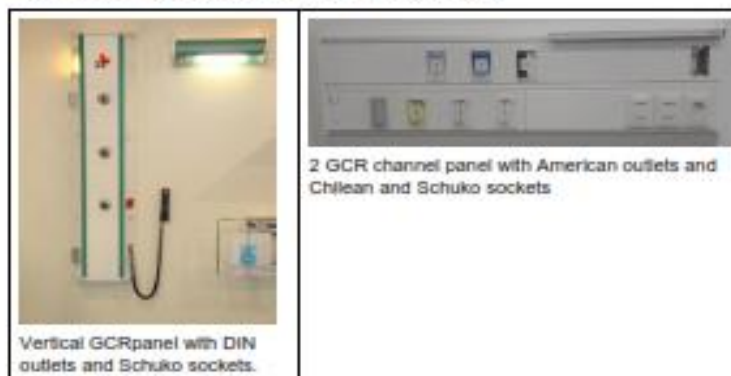 Vertical GCRpanel with DIN
outlets and Schuko sockets.
2 GCR channel panel with American outlets and
Chilean and Schuko sockets